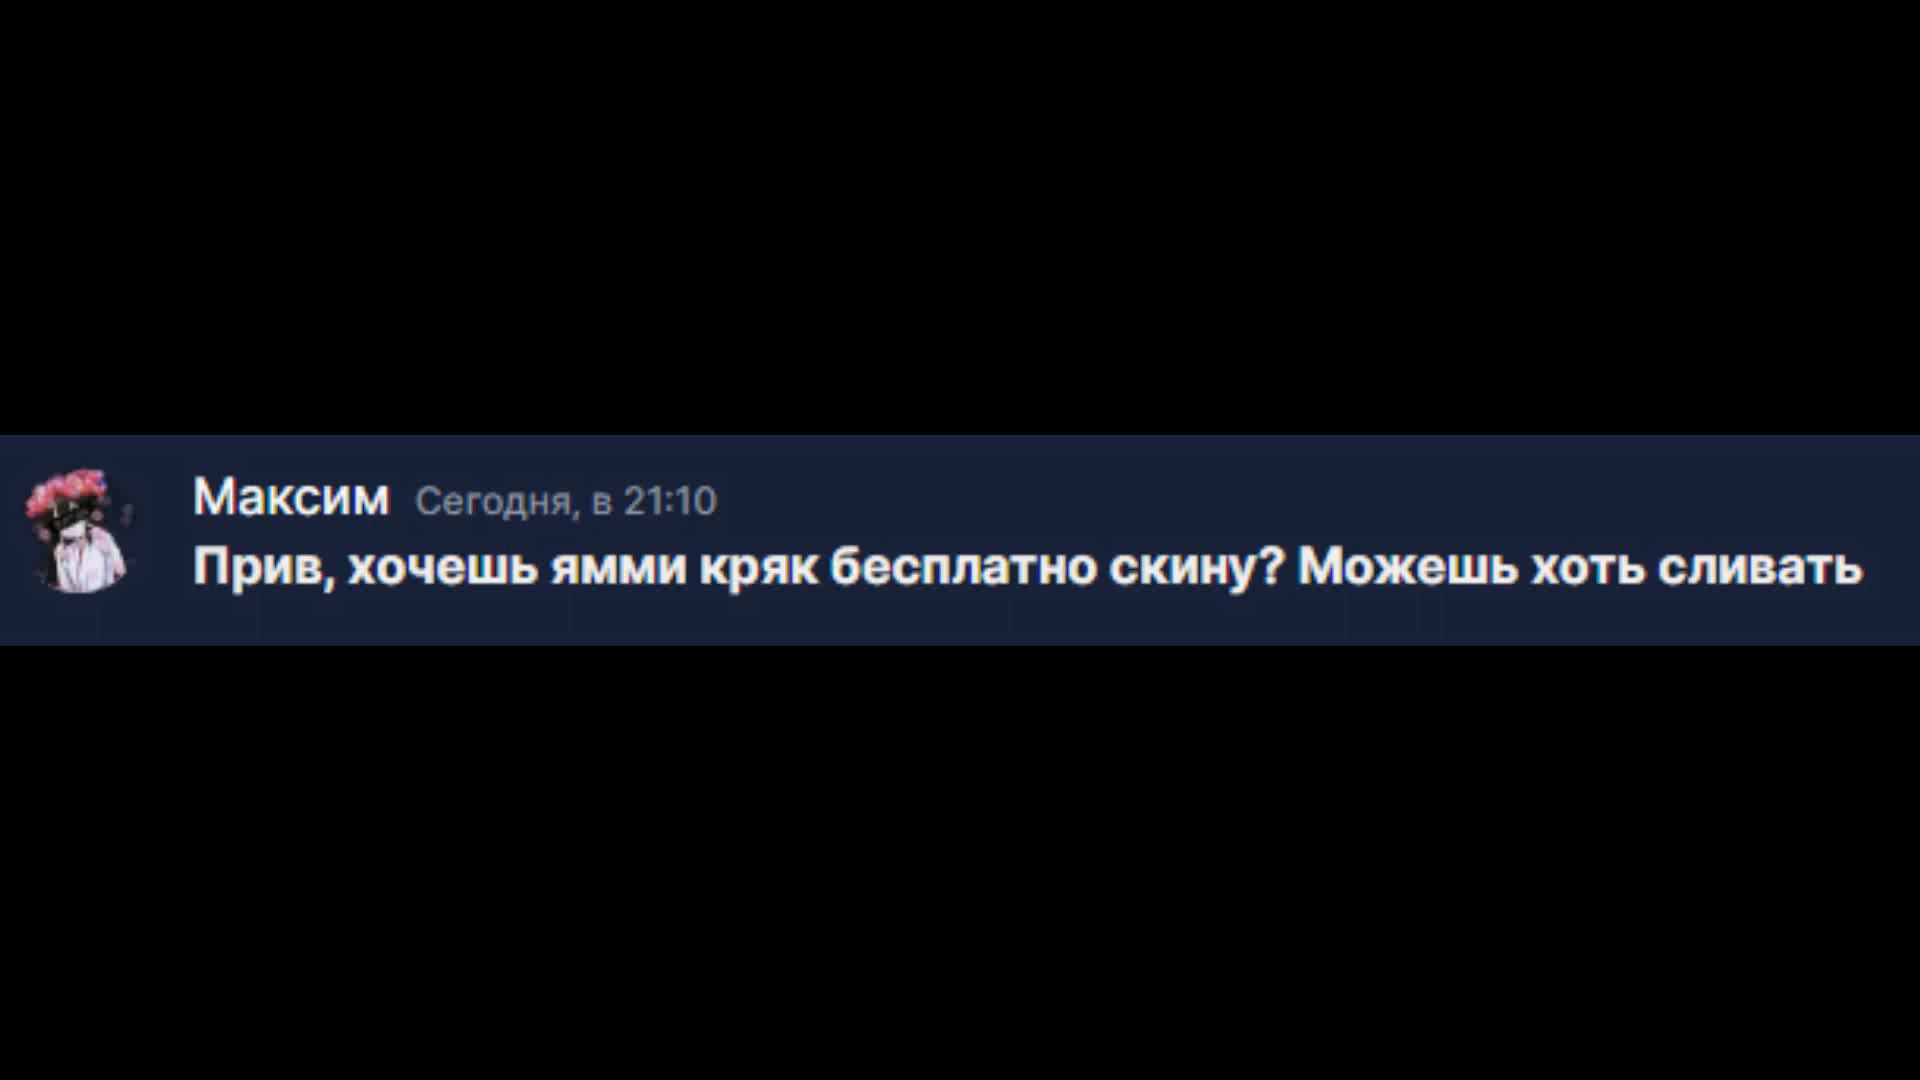 Максим Сегодня, в 21:10
Прив, хочешь ямми кряк бесплатно скину? Можешь хоть сливать